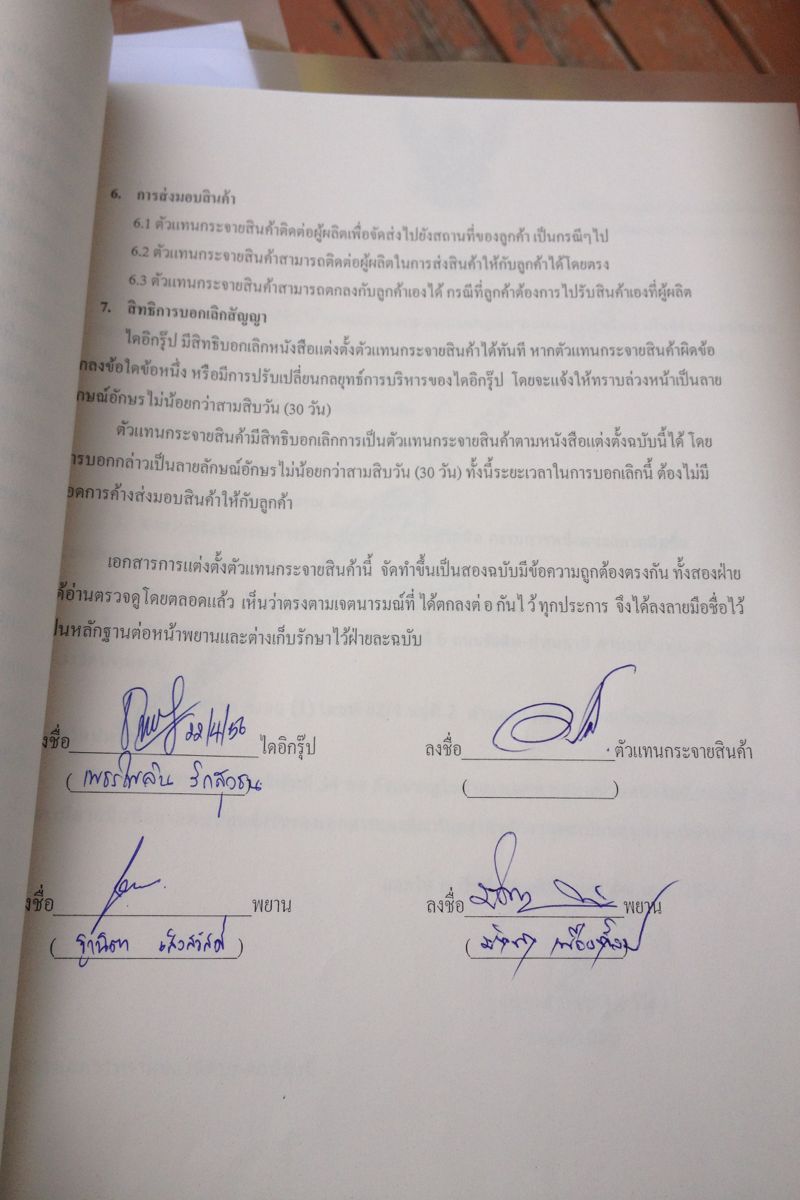 6. การส่งมอบสินค้า
6.1 ตัวแทนกระจายสินค้าติดต่อผู้ผลิตเพื่อจัดส่งไปยังสถานที่ของลูกค้า เป็นกรณีๆไป
6.2 ตัวแทนกระจายสินค้าสามารถติดต่อผู้ผลิตในการส่งสินค้าให้กับลูกค้าได้โดยตรง
6.3 ตัวแทนกระจายสินค้าสามารถตกลงกับลูกค้าเองได้ กรณีที่ลูกค้าต้องการไปรับสินค้าเองที่ผู้ผลิต
7. สิทธิการบอกเลิกสัญญา
ไดอิกรุ๊ป มีสิทธิบอกเลิกหนังสือแต่งตั้งตัวแทนกระจายสินค้าได้ทันที หากตัวแทนกระจายสินค้าผิดข้อ
กลงข้อใดข้อหนึ่ง หรือมีการปรับเปลี่ยนกลยุทธ์การบริหารของไดอิกรุ๊ป โดยจะแจ้งให้ทราบล่วงหน้าเป็นลาย
กษณ์อักษรไม่น้อยกว่าสามสิบวัน (30 วัน)
ตัวแทนกระจายสินค้ามีสิทธิบอกเลิกการเป็นตัวแทนกระจายสินค้าตามหนังสือแต่งตั้งฉบับนี้ได้ โดย
ารบอกกล่าวเป็นลายลักษณ์อักษรไม่น้อยกว่าสามสิบวัน (30 วัน) ทั้งนี้ระยะเวลาในการบอกเลิกนี้ ต้องไม่มี
อดการค้างส่งมอบสินค้าให้กับลูกค้า
เอกสารการแต่งตั้งตัวแทนกระจายสินค้านี้ จัดทำขึ้นเป็นสองฉบับมีข้อความถูกต้องตรงกัน ทั้งสองฝ่าย
ด้อ่านตรวจดูโดยตลอดแล้ว เห็นว่าตรงตามเจตนารมณ์ที่ ได้ตกลงต่อกันไว้ทุกประการ จึงได้ลงลายมือชื่อไว้
ป็นหลักฐานต่อหน้าพยานและต่างเก็บรักษาไว้ฝ่ายละฉบับ
งชื่อ 22/4/56 ไดอิกรุ๊ป
ลงชื่อ ตัวแทนกระจายสินค้า
(เพชรไพลิน )
( )
งชื่อ พยาน
ลงชื่อ พยาน
(ฐานิตา )
( )